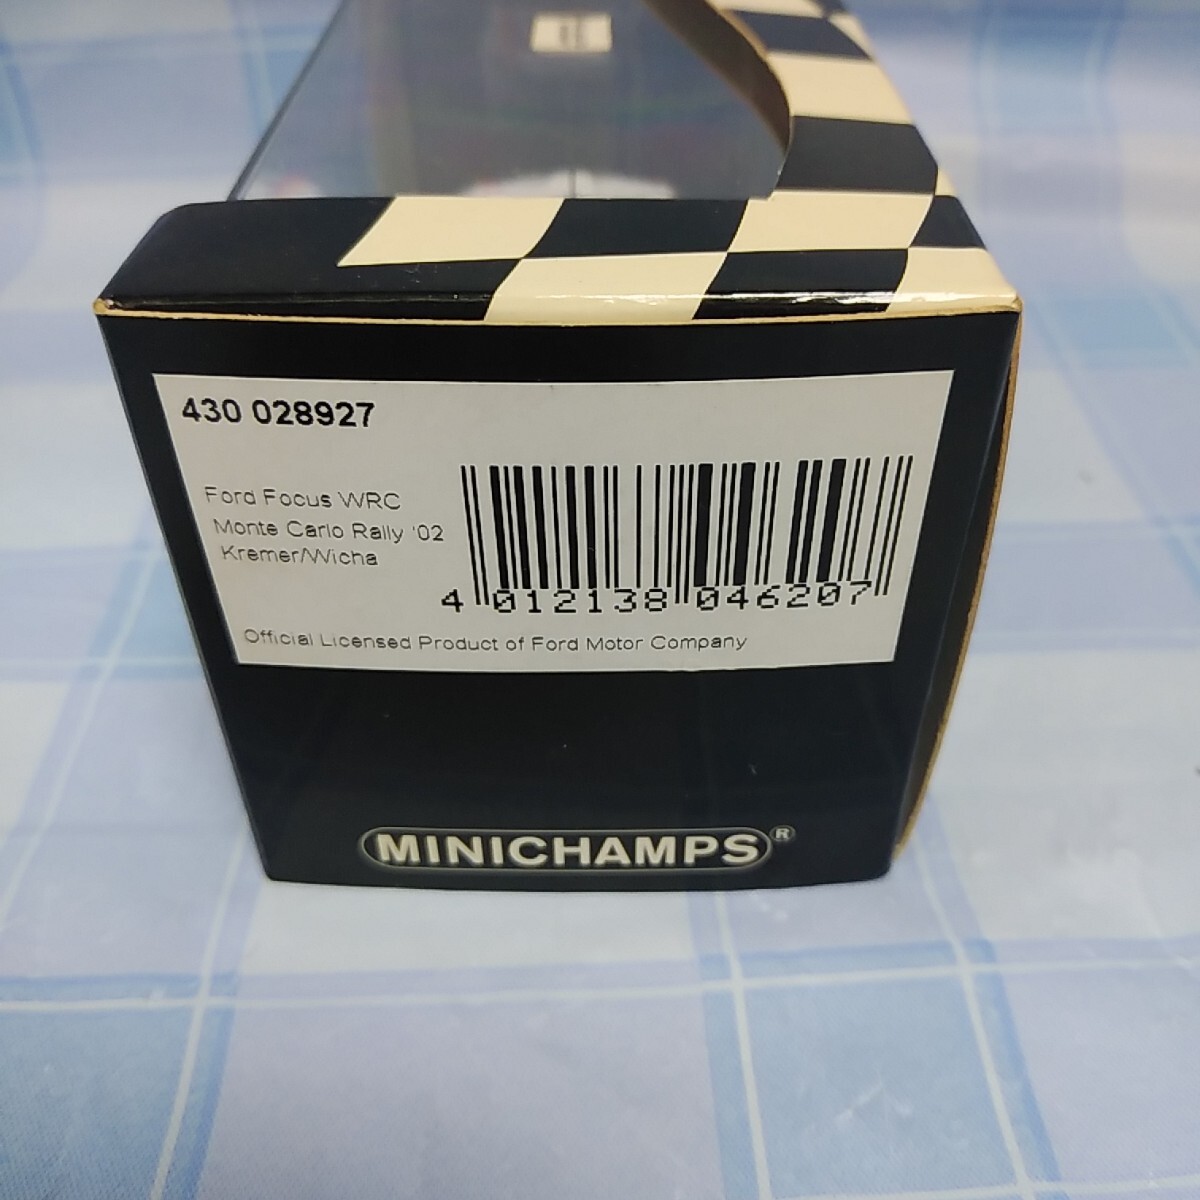 430 028927
Ford Focus WRC
Monte Carlo Rally '02
Kremer/Wicha
4 012138 046207
Official Licensed Product of Ford Motor Company
MINICHAMPS®